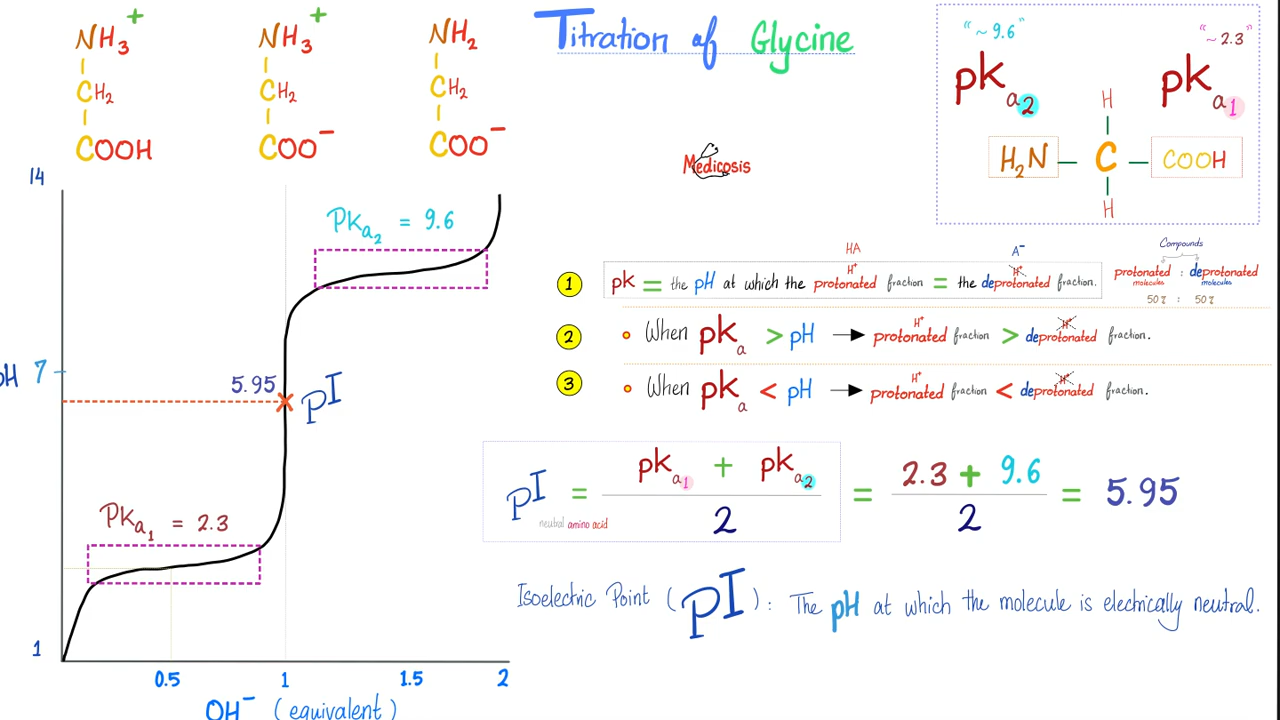 Titration of Glycine
NH₃⁺
CH₂
COOH
NH₃⁺
CH₂
COO⁻
NH₂
CH₂
COO⁻
"~9.6"
pka2
"~2.3"
pka1
H
H₂N — C — COOH
H
Medicosis
14
PKa2 = 9.6
pH 7
5.95
pI
PKa1 = 2.3
1
0.5 1 1.5 2
OH⁻ (equivalent)
HA
A⁻
Compounds
1
H⁺
H⁺
pk = the pH at which the protonated fraction = the deprotonated fraction.
protonated : deprotonated
molecules molecules
50% : 50%
2
H⁺
H⁺
• When pka > pH → protonated fraction > deprotonated fraction.
3
H⁺
H⁺
• When pka < pH → protonated fraction < deprotonated fraction.
pI = pka1 + pka2 / 2 = 2.3 + 9.6 / 2 = 5.95
neutral amino acid
Isoelectric Point (pI): The pH at which the molecule is electrically neutral.